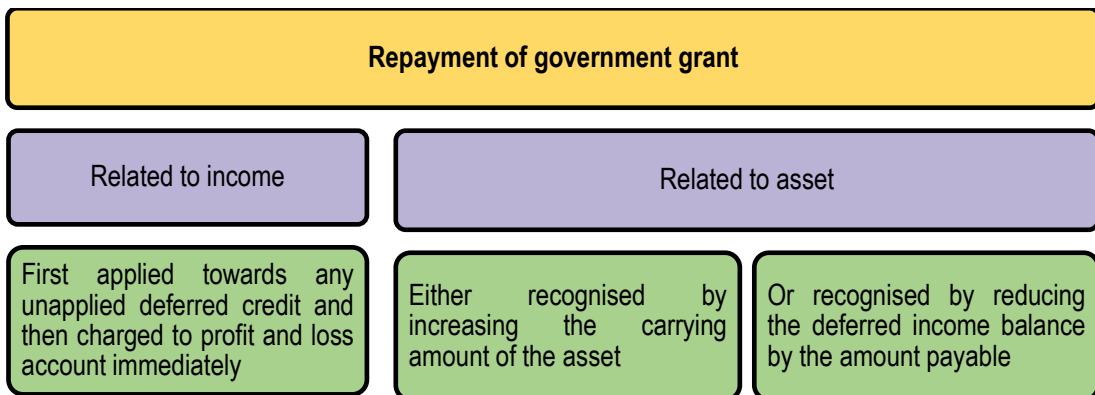 Repayment of government grant
Related to income
Related to asset
First applied towards any
unapplied deferred credit and
then charged to profit and loss
account immediately
Either recognised by
increasing the carrying
amount of the asset
Or recognised by reducing
the deferred income balance
by the amount payable